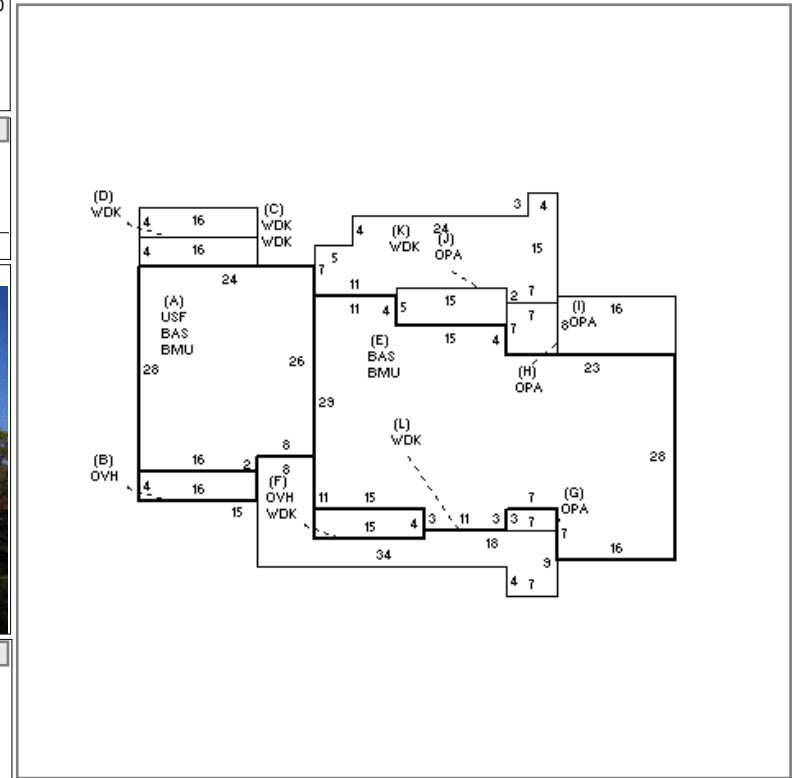 (D)
WDK
4
16
(C)
WDK
WDK
4
16
24
(A)
USF
BAS
BMU
28
26
16
2
8
8
(B)
OVH
4
16
15
3
4
4
24
(K)
WDK
(J)
OPA
15
5
7
11
11
4
5
15
2
7
7
7
15
4
(I)
OPA
8
16
(E)
BAS
BMU
(H)
OPA
23
29
(L)
WDK
28
(F)
OVH
WDK
11
15
15
4
3
11
3
3
7
7
(G)
OPA
7
18
16
34
9
4
7